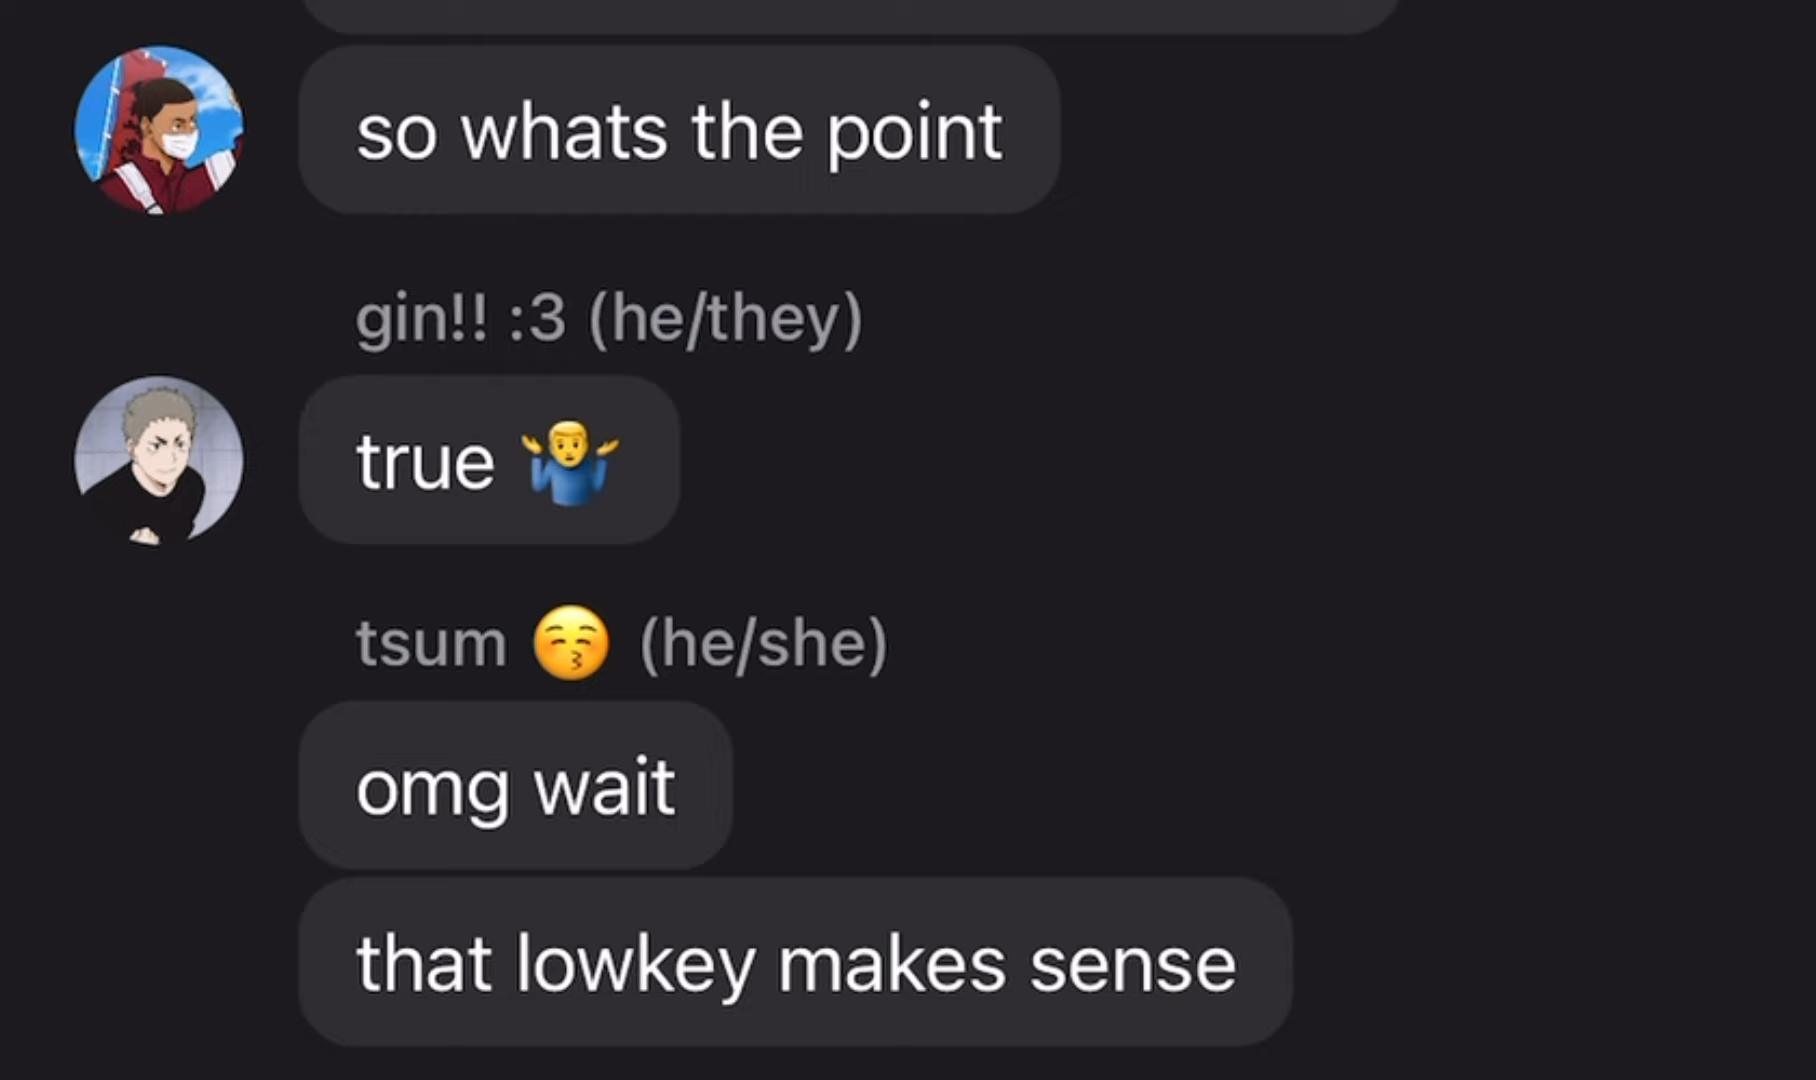 so whats the point
gin!! :3 (he/they)
true 🤷‍♂️
tsum 😚 (he/she)
omg wait
that lowkey makes sense